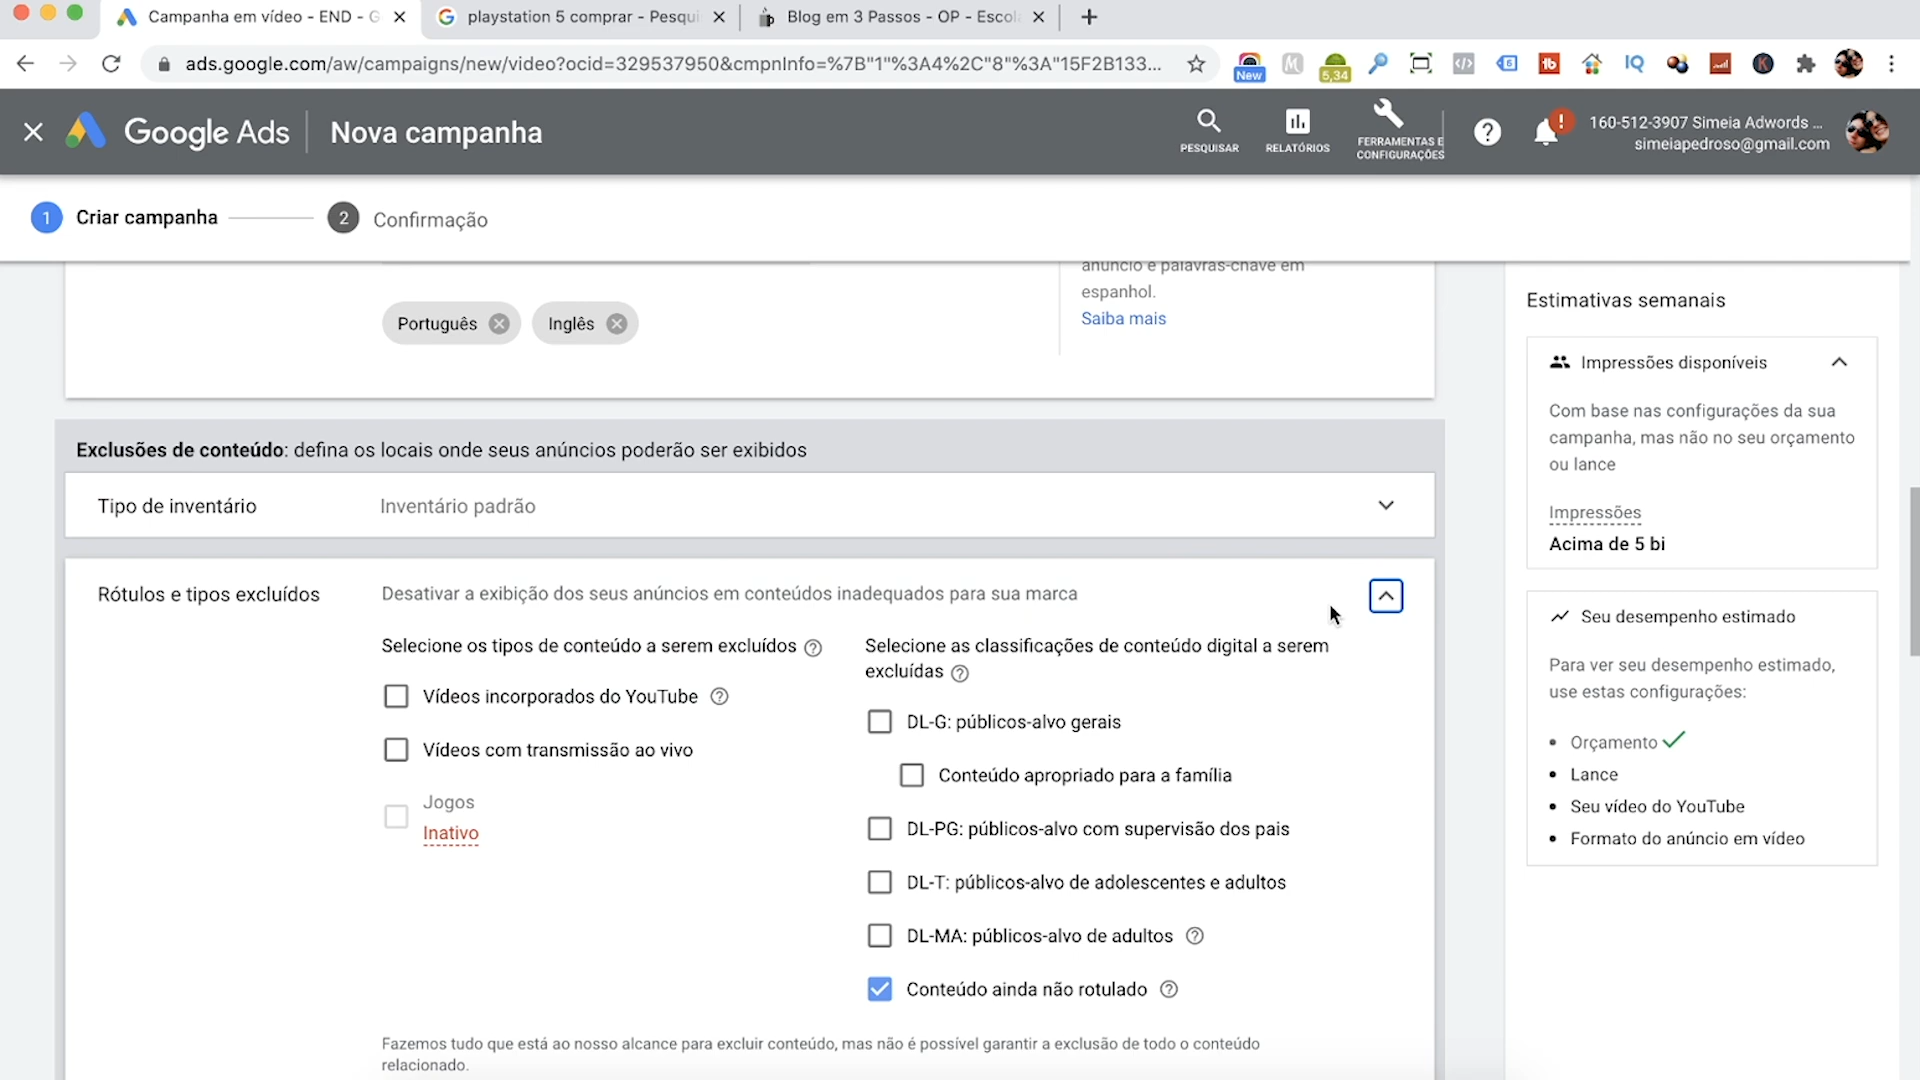 Campanha em vídeo - END - G
playstation 5 comprar - Pesqui
Blog em 3 Passos - OP - Escol
ads.google.com/aw/campaigns/new/video?ocid=329537950&cmpnInfo=%7B"1"%3A4%2C"8"%3A"15F2B133...
New
5,34
Google Ads
Nova campanha
PESQUISAR
RELATÓRIOS
FERRAMENTAS E
CONFIGURAÇÕES
160-512-3907 Simeia Adwords ...
simeiapedroso@gmail.com
1 Criar campanha
2 Confirmação
anúncio e palavras-chave em
espanhol.
Saiba mais
Português
Inglês
Exclusões de conteúdo: defina os locais onde seus anúncios poderão ser exibidos
Tipo de inventário
Inventário padrão
Rótulos e tipos excluídos
Desativar a exibição dos seus anúncios em conteúdos inadequados para sua marca
Selecione os tipos de conteúdo a serem excluídos
Vídeos incorporados do YouTube
Vídeos com transmissão ao vivo
Jogos
Inativo
Selecione as classificações de conteúdo digital a serem
excluídas
DL-G: públicos-alvo gerais
Conteúdo apropriado para a família
DL-PG: públicos-alvo com supervisão dos pais
DL-T: públicos-alvo de adolescentes e adultos
DL-MA: públicos-alvo de adultos
Conteúdo ainda não rotulado
Fazemos tudo que está ao nosso alcance para excluir conteúdo, mas não é possível garantir a exclusão de todo o conteúdo
relacionado.
Estimativas semanais
Impressões disponíveis
Com base nas configurações da sua
campanha, mas não no seu orçamento
ou lance
Impressões
Acima de 5 bi
Seu desempenho estimado
Para ver seu desempenho estimado,
use estas configurações:
• Orçamento
• Lance
• Seu vídeo do YouTube
• Formato do anúncio em vídeo